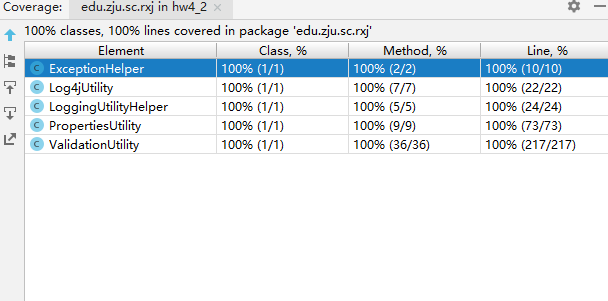 Coverage: edu.zju.sc.rxj in hw4_2
100% classes, 100% lines covered in package 'edu.zju.sc.rxj'
Element Class, % Method, % Line, %
ExceptionHelper 100% (1/1) 100% (2/2) 100% (10/10)
Log4jUtility 100% (1/1) 100% (7/7) 100% (22/22)
LoggingUtilityHelper 100% (1/1) 100% (5/5) 100% (24/24)
PropertiesUtility 100% (1/1) 100% (9/9) 100% (73/73)
ValidationUtility 100% (1/1) 100% (36/36) 100% (217/217)